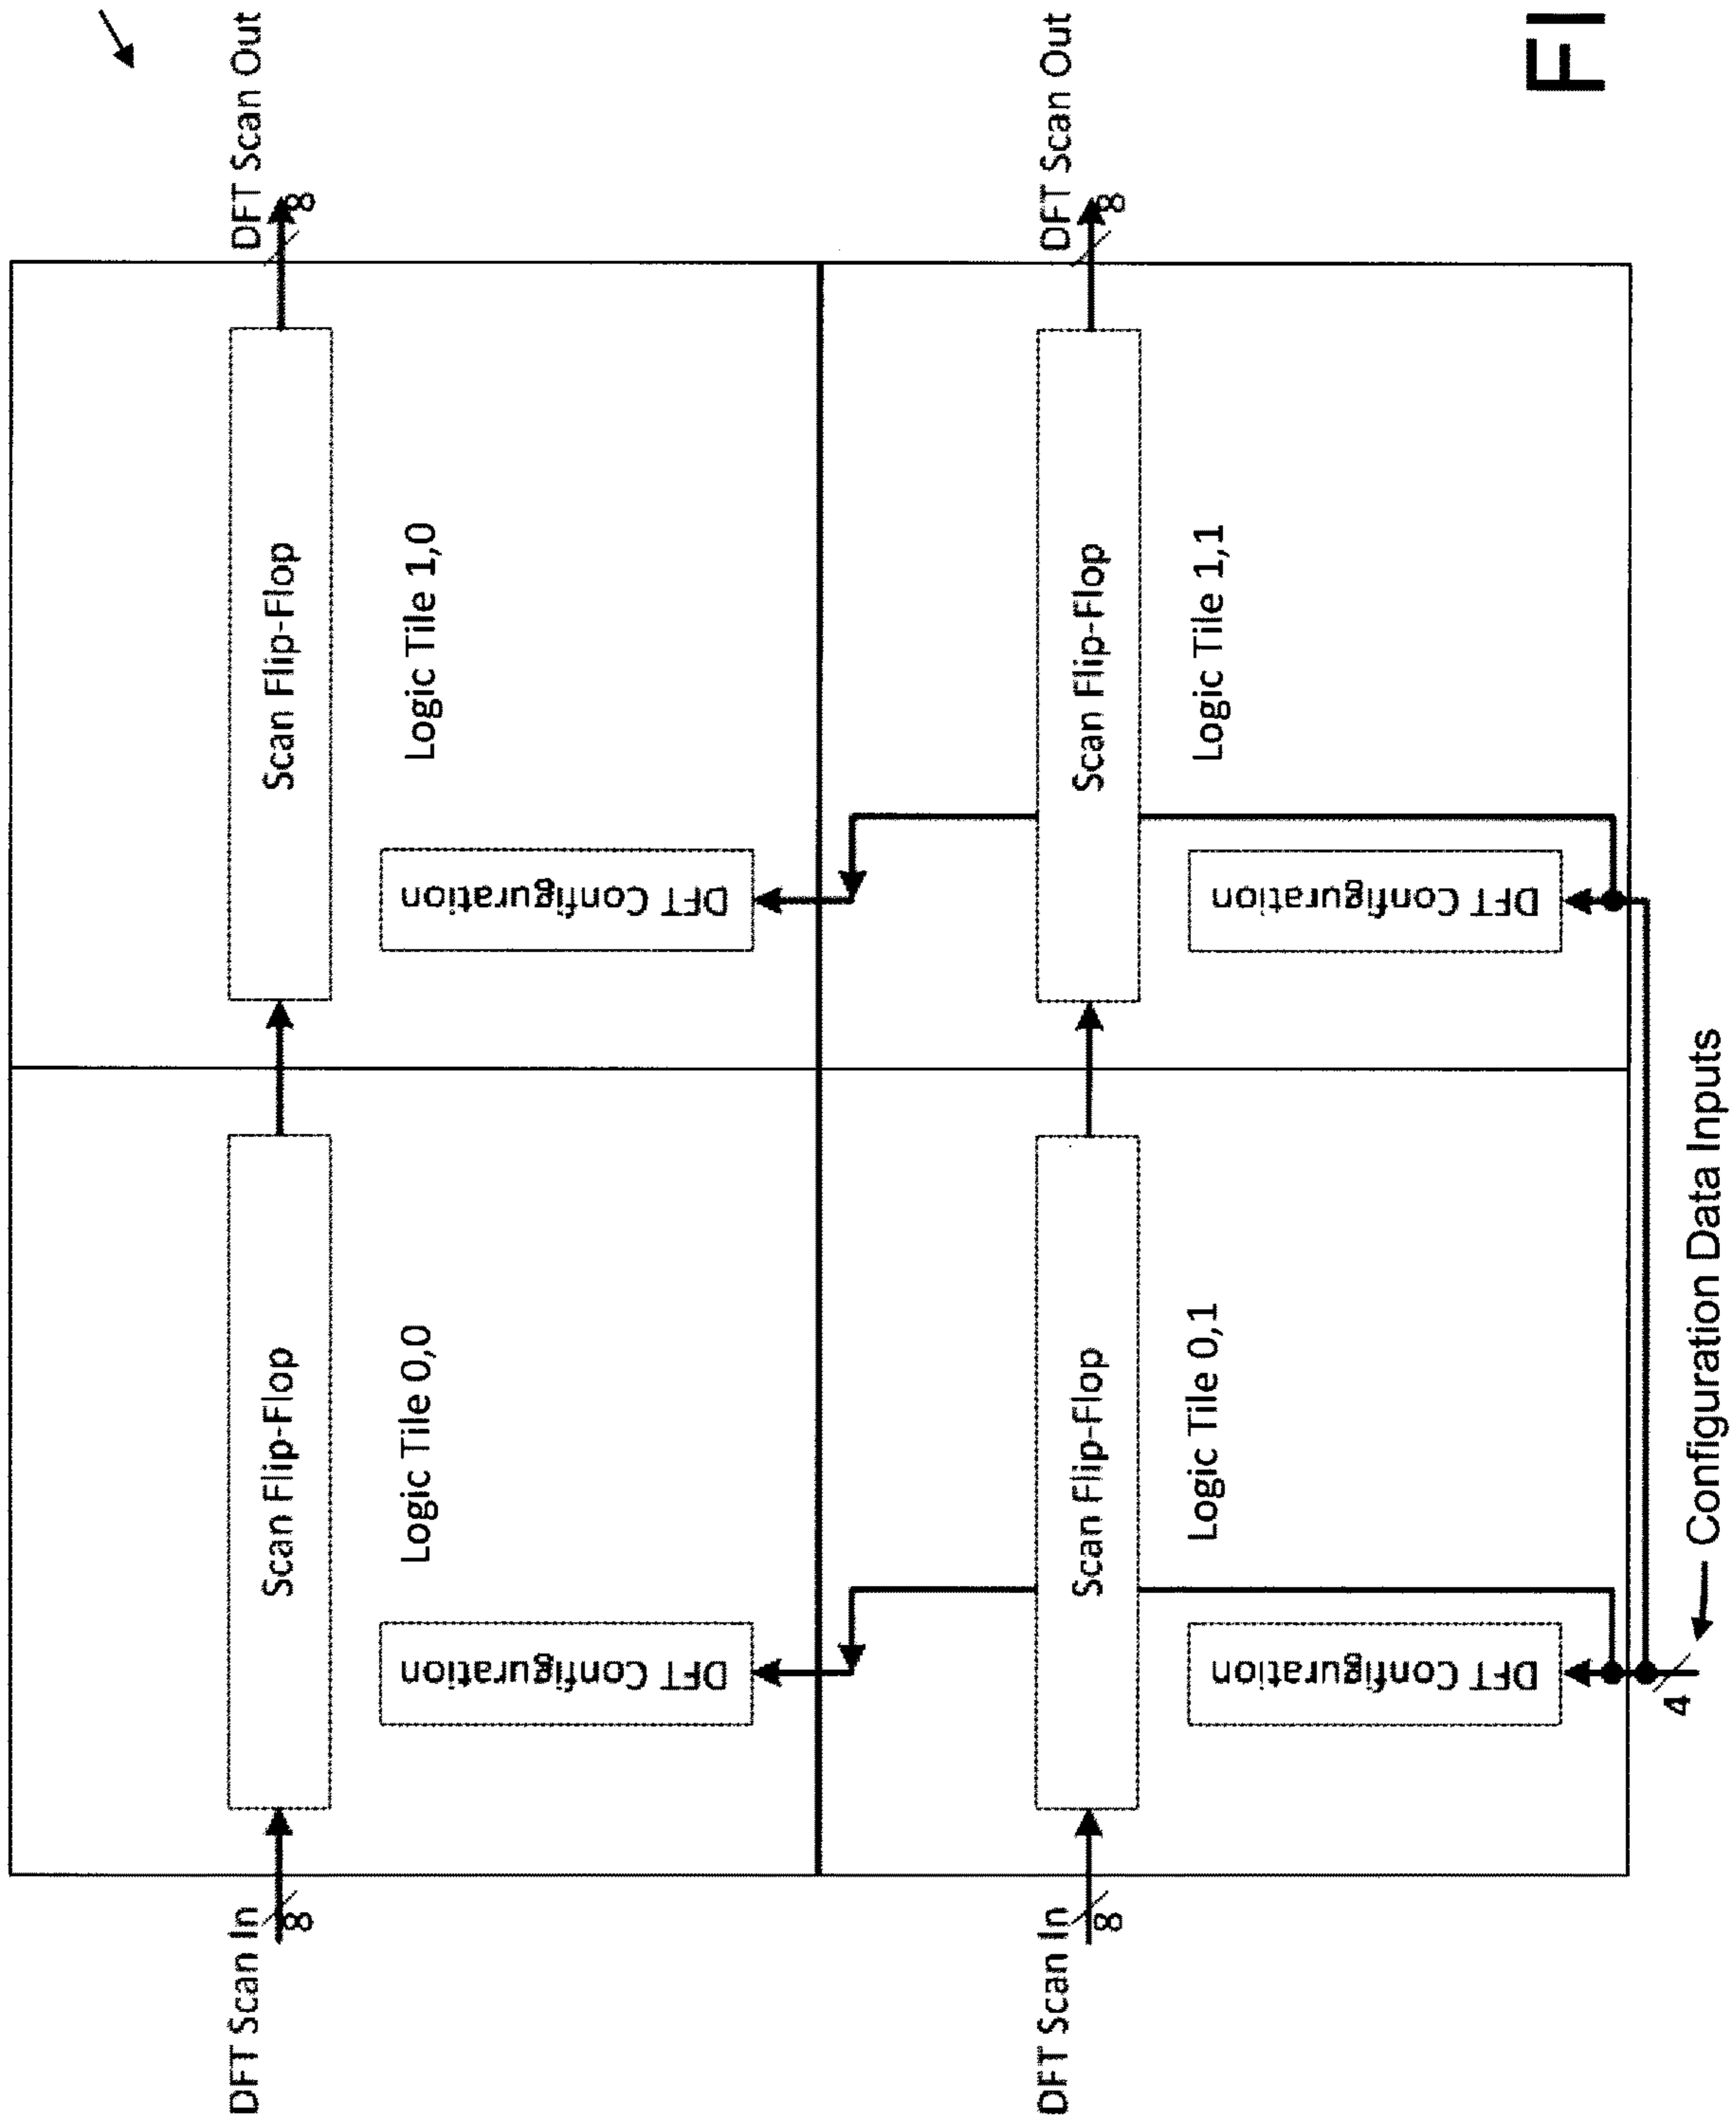 DFT Scan In
8
Scan Flip-Flop
Logic Tile 0,0
DFT Configuration
Scan Flip-Flop
Logic Tile 1,0
DFT Configuration
DFT Scan Out
8
DFT Scan In
8
Scan Flip-Flop
Logic Tile 0,1
DFT Configuration
Scan Flip-Flop
Logic Tile 1,1
DFT Configuration
DFT Scan Out
8
4
Configuration Data Inputs
FI